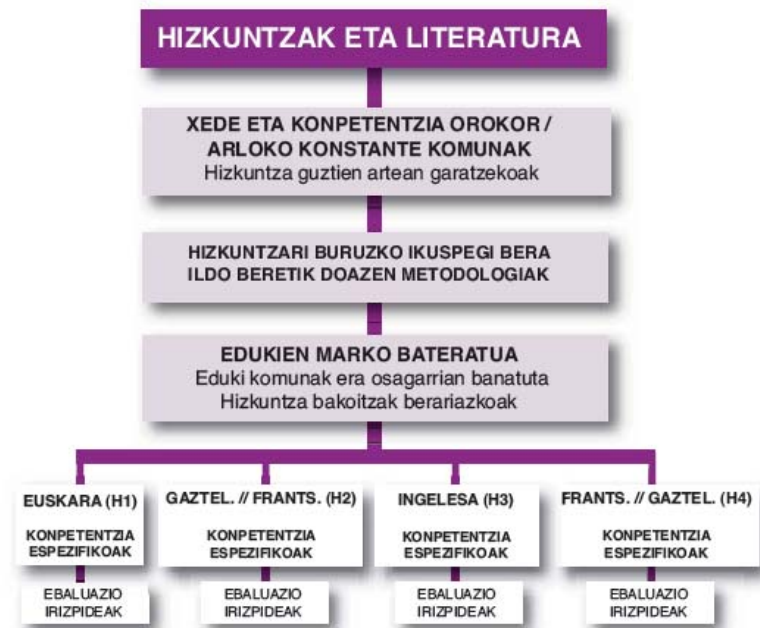 HIZKUNTZAK ETA LITERATURA
XEDE ETA KONPETENTZIA OROKOR /
ARLOKO KONSTANTE KOMUNAK
Hizkuntza guztien artean garatzekoak
HIZKUNTZARI BURUZKO IKUSPEGI BERA
ILDO BERETIK DOAZEN METODOLOGIAK
EDUKIEN MARKO BATERATUA
Eduki komunak era osagarrian banatuta
Hizkuntza bakoitzak berariazkoak
EUSKARA (H1)
KONPETENTZIA
ESPEZIFIKOAK
EBALUAZIO
IRIZPIDEAK
GAZTEL. // FRANTS. (H2)
KONPETENTZIA
ESPEZIFIKOAK
EBALUAZIO
IRIZPIDEAK
INGELESA (H3)
KONPETENTZIA
ESPEZIFIKOAK
EBALUAZIO
IRIZPIDEAK
FRANTS. // GAZTEL. (H4)
KONPETENTZIA
ESPEZIFIKOAK
EBALUAZIO
IRIZPIDEAK